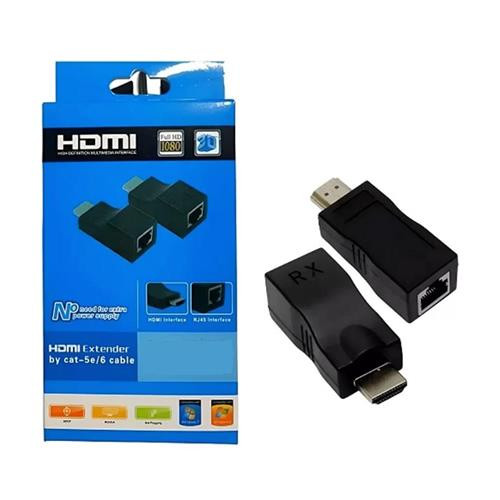 HDMI
HIGH-DEFINITION MULTIMEDIA INTERFACE
Full HD
1080
No need for extra
power supply
HDMI Interface
RJ45 Interface
HDMI Extender
by cat-5e/6 cable
RX